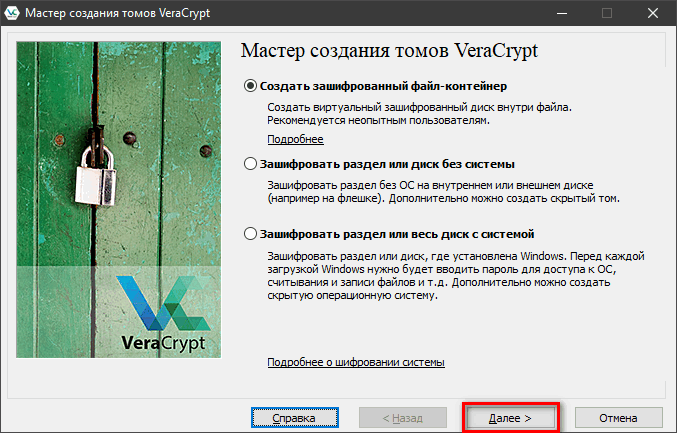 Мастер создания томов VeraCrypt
Мастер создания томов VeraCrypt
Создать зашифрованный файл-контейнер
Создать виртуальный зашифрованный диск внутри файла.
Рекомендуется неопытным пользователям.
Подробнее
Зашифровать раздел или диск без системы
Зашифровать раздел без ОС на внутреннем или внешнем диске
(например на флешке). Дополнительно можно создать скрытый том.
Зашифровать раздел или весь диск с системой
Зашифровать раздел или диск, где установлена Windows. Перед каждой
загрузкой Windows нужно будет вводить пароль для доступа к ОС,
считывания и записи файлов и т.д. Дополнительно можно создать
скрытую операционную систему.
VeraCrypt
Подробнее о шифровании системы
Справка
< Назад
Далее >
Отмена